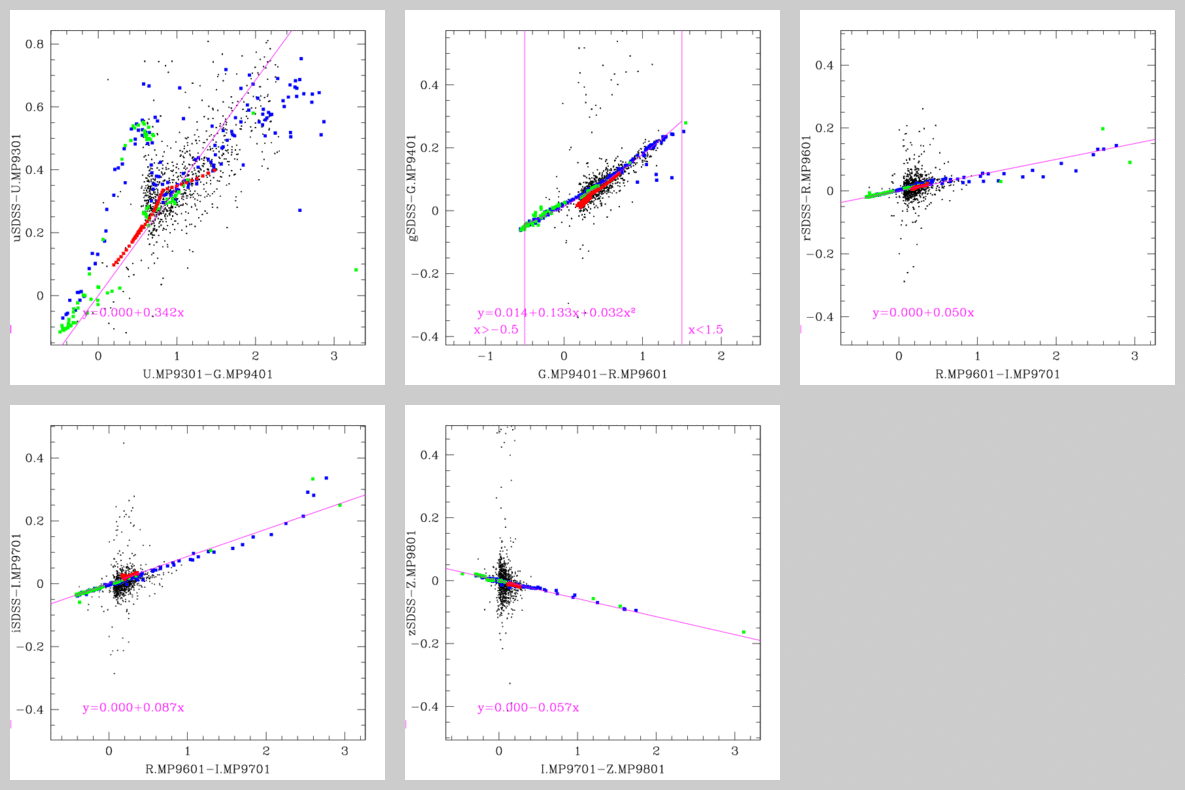 0.8
0.6
0.4
0.2
0
uSDSS−U.MP9301
y=0.000+0.342x
0 1 2 3
U.MP9301−G.MP9401
0.4
0.2
0
−0.2
−0.4
gSDSS−G.MP9401
y=0.014+0.133x+0.032x²
x>−0.5 x<1.5
−1 0 1 2
G.MP9401−R.MP9601
0.4
0.2
0
−0.2
−0.4
rSDSS−R.MP9601
y=0.000+0.050x
0 1 2 3
R.MP9601−I.MP9701
0.4
0.2
0
−0.2
−0.4
iSDSS−I.MP9701
y=0.000+0.087x
0 1 2 3
R.MP9601−I.MP9701
0.4
0.2
0
−0.2
−0.4
zSDSS−Z.MP9801
y=0.000−0.057x
0 1 2 3
I.MP9701−Z.MP9801